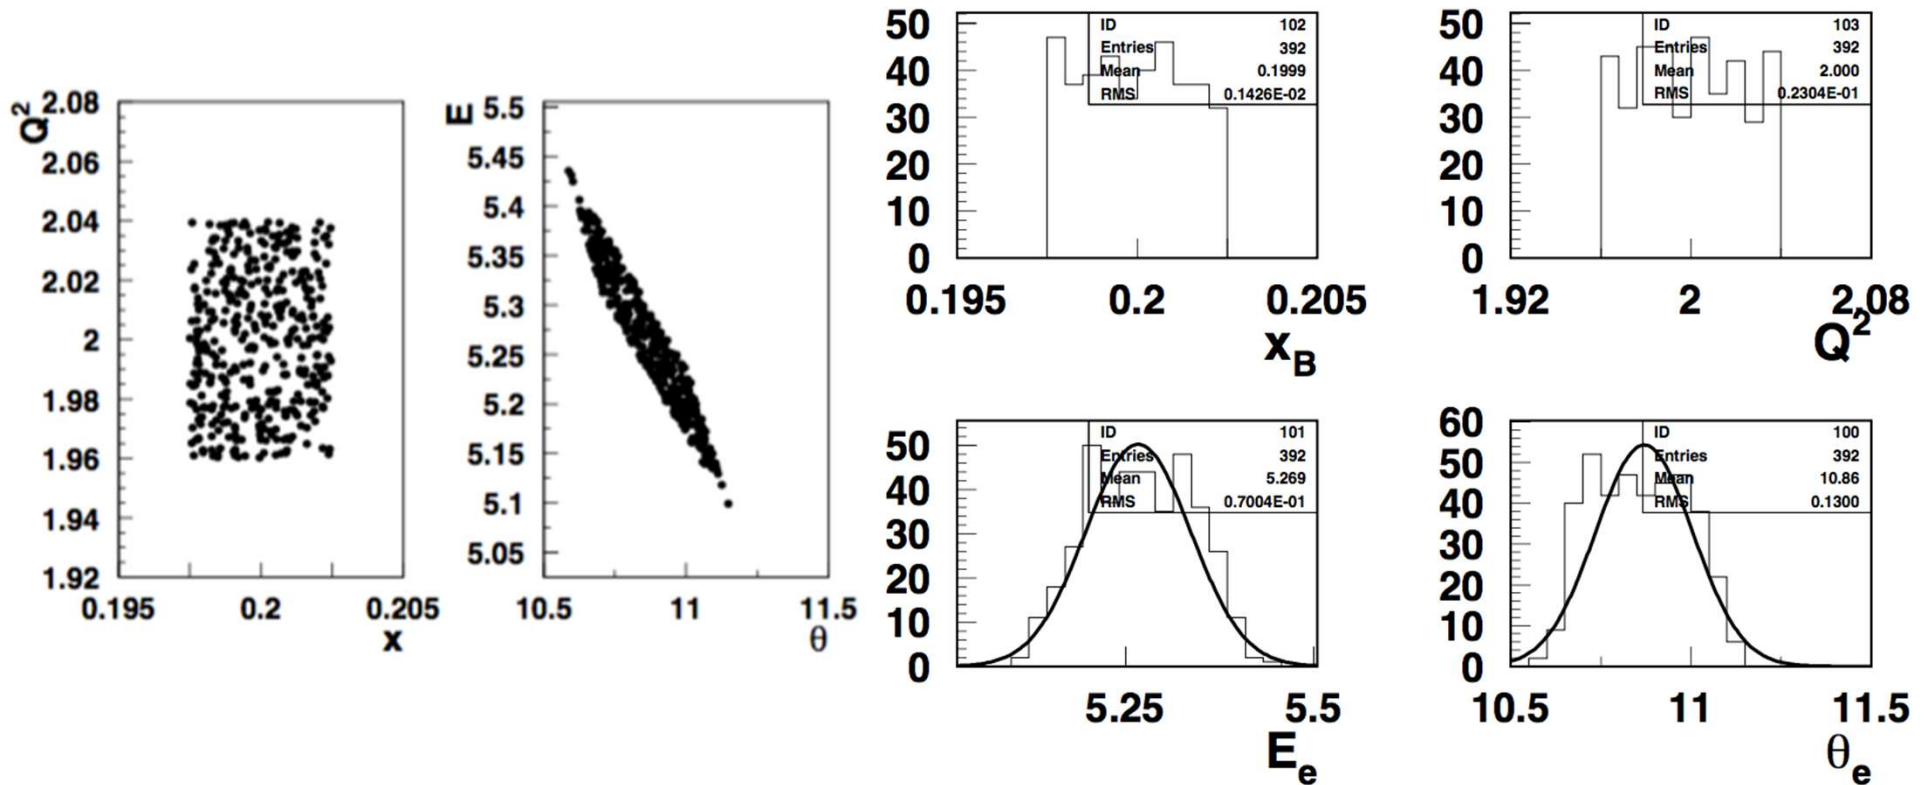 Q²
2.08
2.06
2.04
2.02
2
1.98
1.96
1.94
1.92
0.195 0.2 0.205
x
E
5.5
5.45
5.4
5.35
5.3
5.25
5.2
5.15
5.1
5.05
10.5 11 11.5
θ
50
40
30
20
10
0
ID 102
Entries 392
Mean 0.1999
RMS 0.1426E-02
0.195 0.2 0.205
x_B
50
40
30
20
10
0
ID 103
Entries 392
Mean 2.000
RMS 0.2304E-01
1.92 2 2.08
Q²
50
40
30
20
10
0
ID 101
Entries 392
Mean 5.269
RMS 0.7004E-01
5.25 5.5
E_e
60
50
40
30
20
10
0
ID 100
Entries 392
Mean 10.86
RMS 0.1300
10.5 11 11.5
θ_e